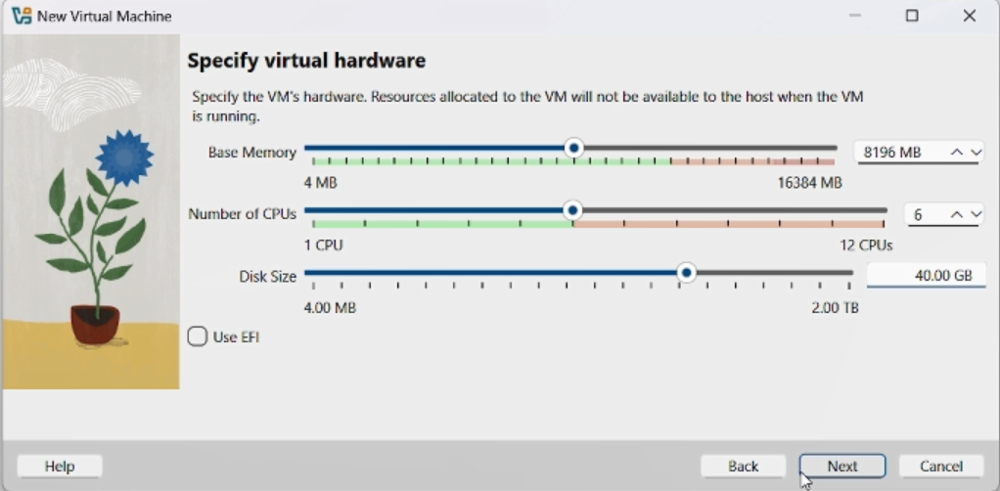 New Virtual Machine
Specify virtual hardware
Specify the VM's hardware. Resources allocated to the VM will not be available to the host when the VM
is running.
Base Memory
8196 MB
4 MB
16384 MB
Number of CPUs
6
1 CPU
12 CPUs
Disk Size
40.00 GB
4.00 MB
2.00 TB
Use EFI
Help
Back
Next
Cancel